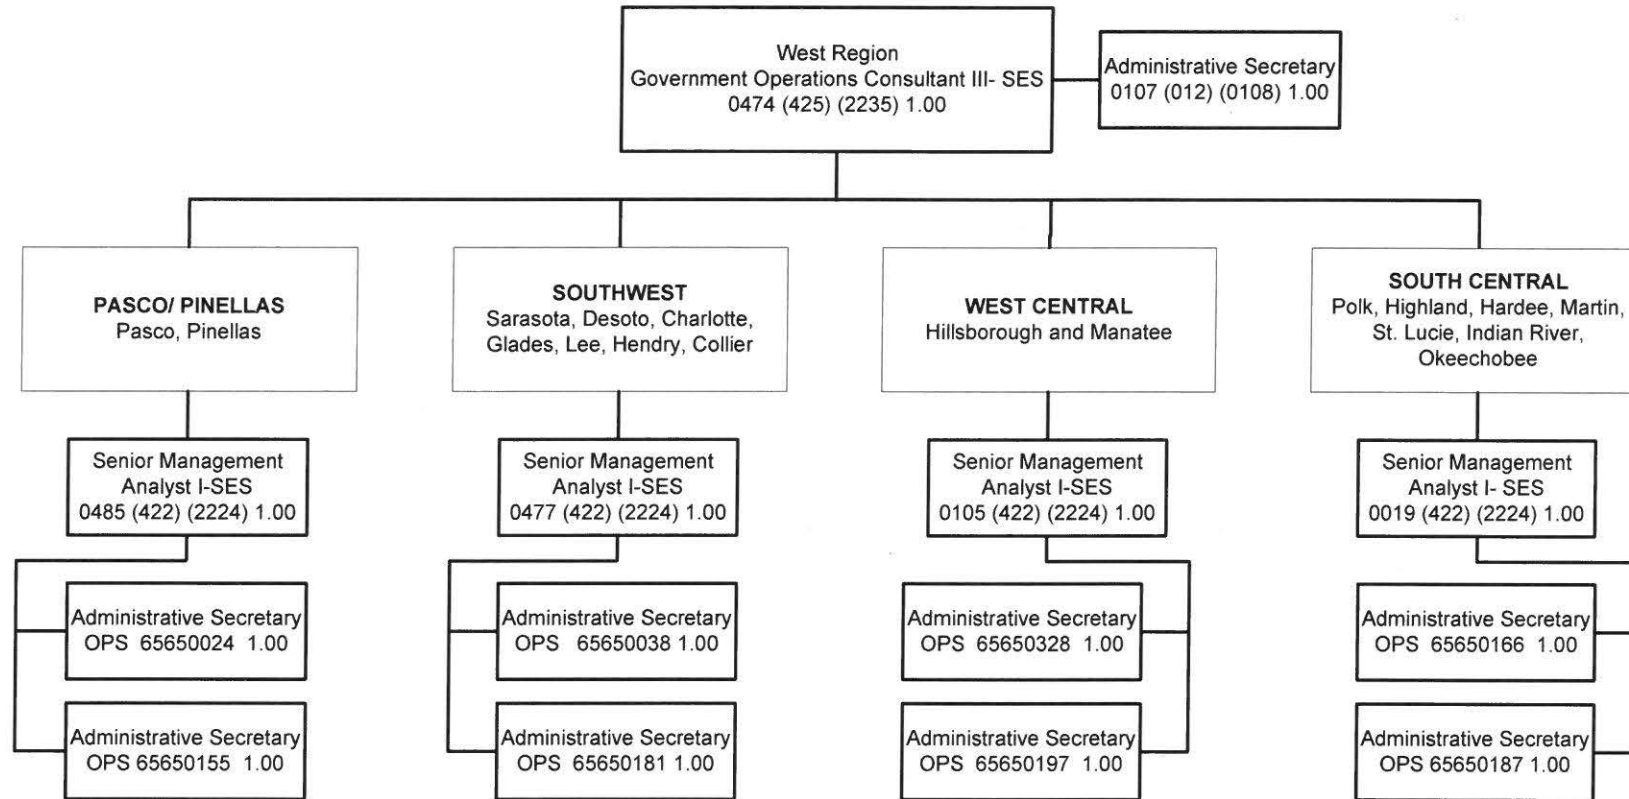 West Region
Government Operations Consultant III- SES
0474 (425) (2235) 1.00
Administrative Secretary
0107 (012) (0108) 1.00
PASCO/ PINELLAS
Pasco, Pinellas
SOUTHWEST
Sarasota, Desoto, Charlotte,
Glades, Lee, Hendry, Collier
WEST CENTRAL
Hillsborough and Manatee
SOUTH CENTRAL
Polk, Highland, Hardee, Martin,
St. Lucie, Indian River,
Okeechobee
Senior Management
Analyst I-SES
0485 (422) (2224) 1.00
Senior Management
Analyst I-SES
0477 (422) (2224) 1.00
Senior Management
Analyst I-SES
0105 (422) (2224) 1.00
Senior Management
Analyst I- SES
0019 (422) (2224) 1.00
Administrative Secretary
OPS 65650024 1.00
Administrative Secretary
OPS 65650038 1.00
Administrative Secretary
OPS 65650328 1.00
Administrative Secretary
OPS 65650166 1.00
Administrative Secretary
OPS 65650155 1.00
Administrative Secretary
OPS 65650181 1.00
Administrative Secretary
OPS 65650197 1.00
Administrative Secretary
OPS 65650187 1.00